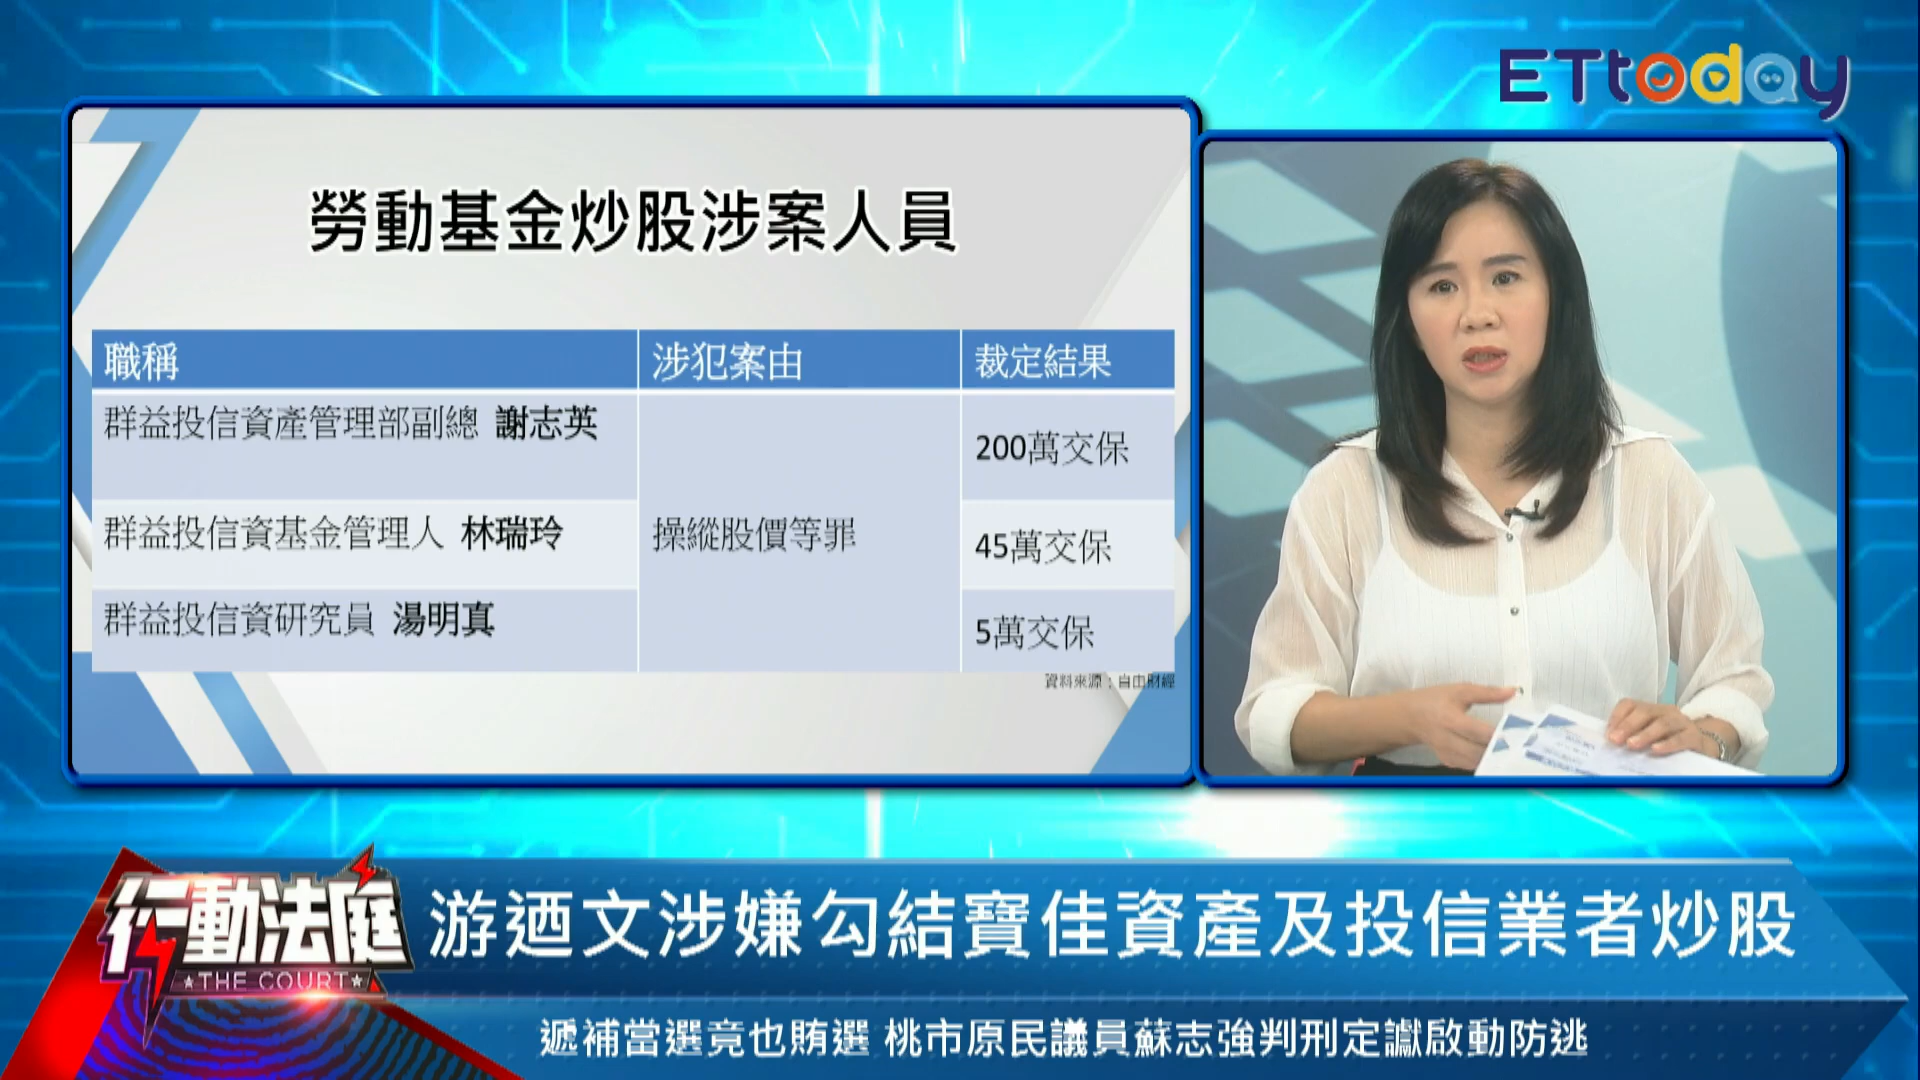 ETtoday
勞動基金炒股涉案人員
職稱 涉犯案由 裁定結果
群益投信資產管理部副總 謝志英 200萬交保
群益投信資基金管理人 林瑞玲 操縱股價等罪 45萬交保
群益投信資研究員 湯明真 5萬交保
資料來源：自由財經
行動法庭
THE COURT
游迺文涉嫌勾結寶佳資產及投信業者炒股
遞補當選竟也賄選 桃市原民議員蘇志強判刑定讞啟動防逃